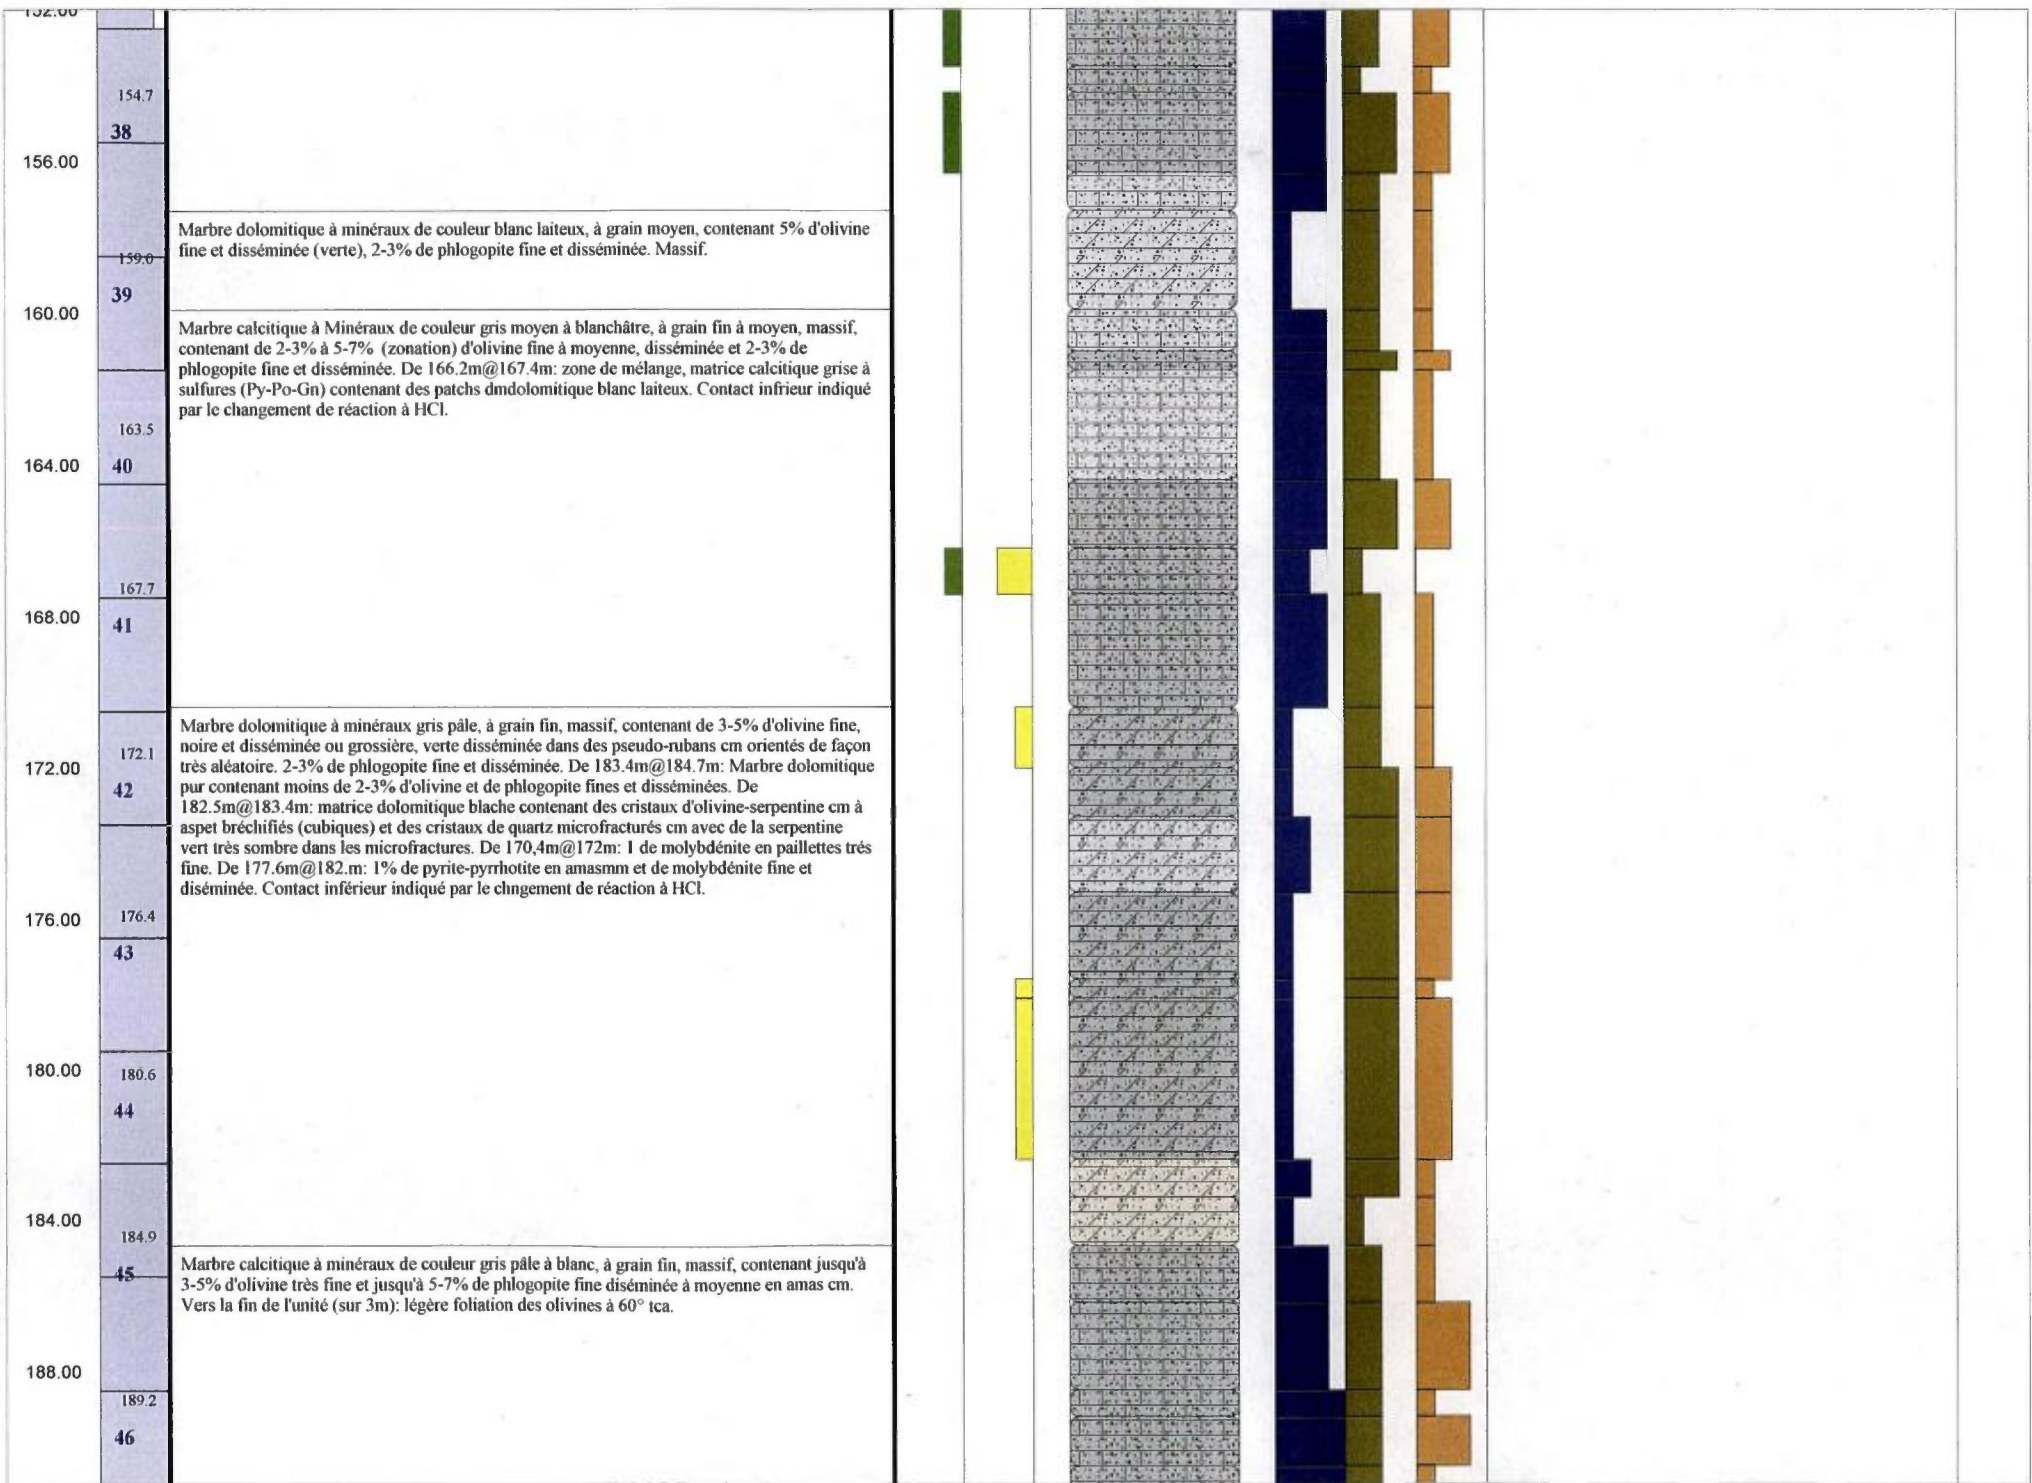 152.00
154.7
38
156.00
Marbre dolomitique à minéraux de couleur blanc laiteux, à grain moyen, contenant 5% d'olivine
fine et disséminée (verte), 2-3% de phlogopite fine et disséminée. Massif.
159.0
39
160.00
Marbre calcitique à Minéraux de couleur gris moyen à blanchâtre, à grain fin à moyen, massif,
contenant de 2-3% à 5-7% (zonation) d'olivine fine à moyenne, disséminée et 2-3% de
phlogopite fine et disséminée. De 166.2m@167.4m: zone de mélange, matrice calcitique grise à
sulfures (Py-Po-Gn) contenant des patchs dmdolomitique blanc laiteux. Contact infrieur indiqué
par le changement de réaction à HCl.
163.5
164.00
40
167.7
168.00
41
Marbre dolomitique à minéraux gris pâle, à grain fin, massif, contenant de 3-5% d'olivine fine,
noire et disséminée ou grossière, verte disséminée dans des pseudo-rubans cm orientés de façon
très aléatoire. 2-3% de phlogopite fine et disséminée. De 183.4m@184.7m: Marbre dolomitique
pur contenant moins de 2-3% d'olivine et de phlogopite fines et disséminées. De
182.5m@183.4m: matrice dolomitique blache contenant des cristaux d'olivine-serpentine cm à
aspet bréchifiés (cubiques) et des cristaux de quartz microfracturés cm avec de la serpentine
vert très sombre dans les microfractures. De 170,4m@172m: 1 de molybdénite en paillettes trés
fine. De 177.6m@182.m: 1% de pyrite-pyrrhotite en amasmm et de molybdénite fine et
diséminée. Contact inférieur indiqué par le chngement de réaction à HCl.
172.1
172.00
42
176.4
176.00
43
180.00
180.6
44
184.00
184.9
Marbre calcitique à minéraux de couleur gris pâle à blanc, à grain fin, massif, contenant jusqu'à
3-5% d'olivine très fine et jusqu'à 5-7% de phlogopite fine diséminée à moyenne en amas cm.
Vers la fin de l'unité (sur 3m): légère foliation des olivines à 60° tca.
45
188.00
189.2
46